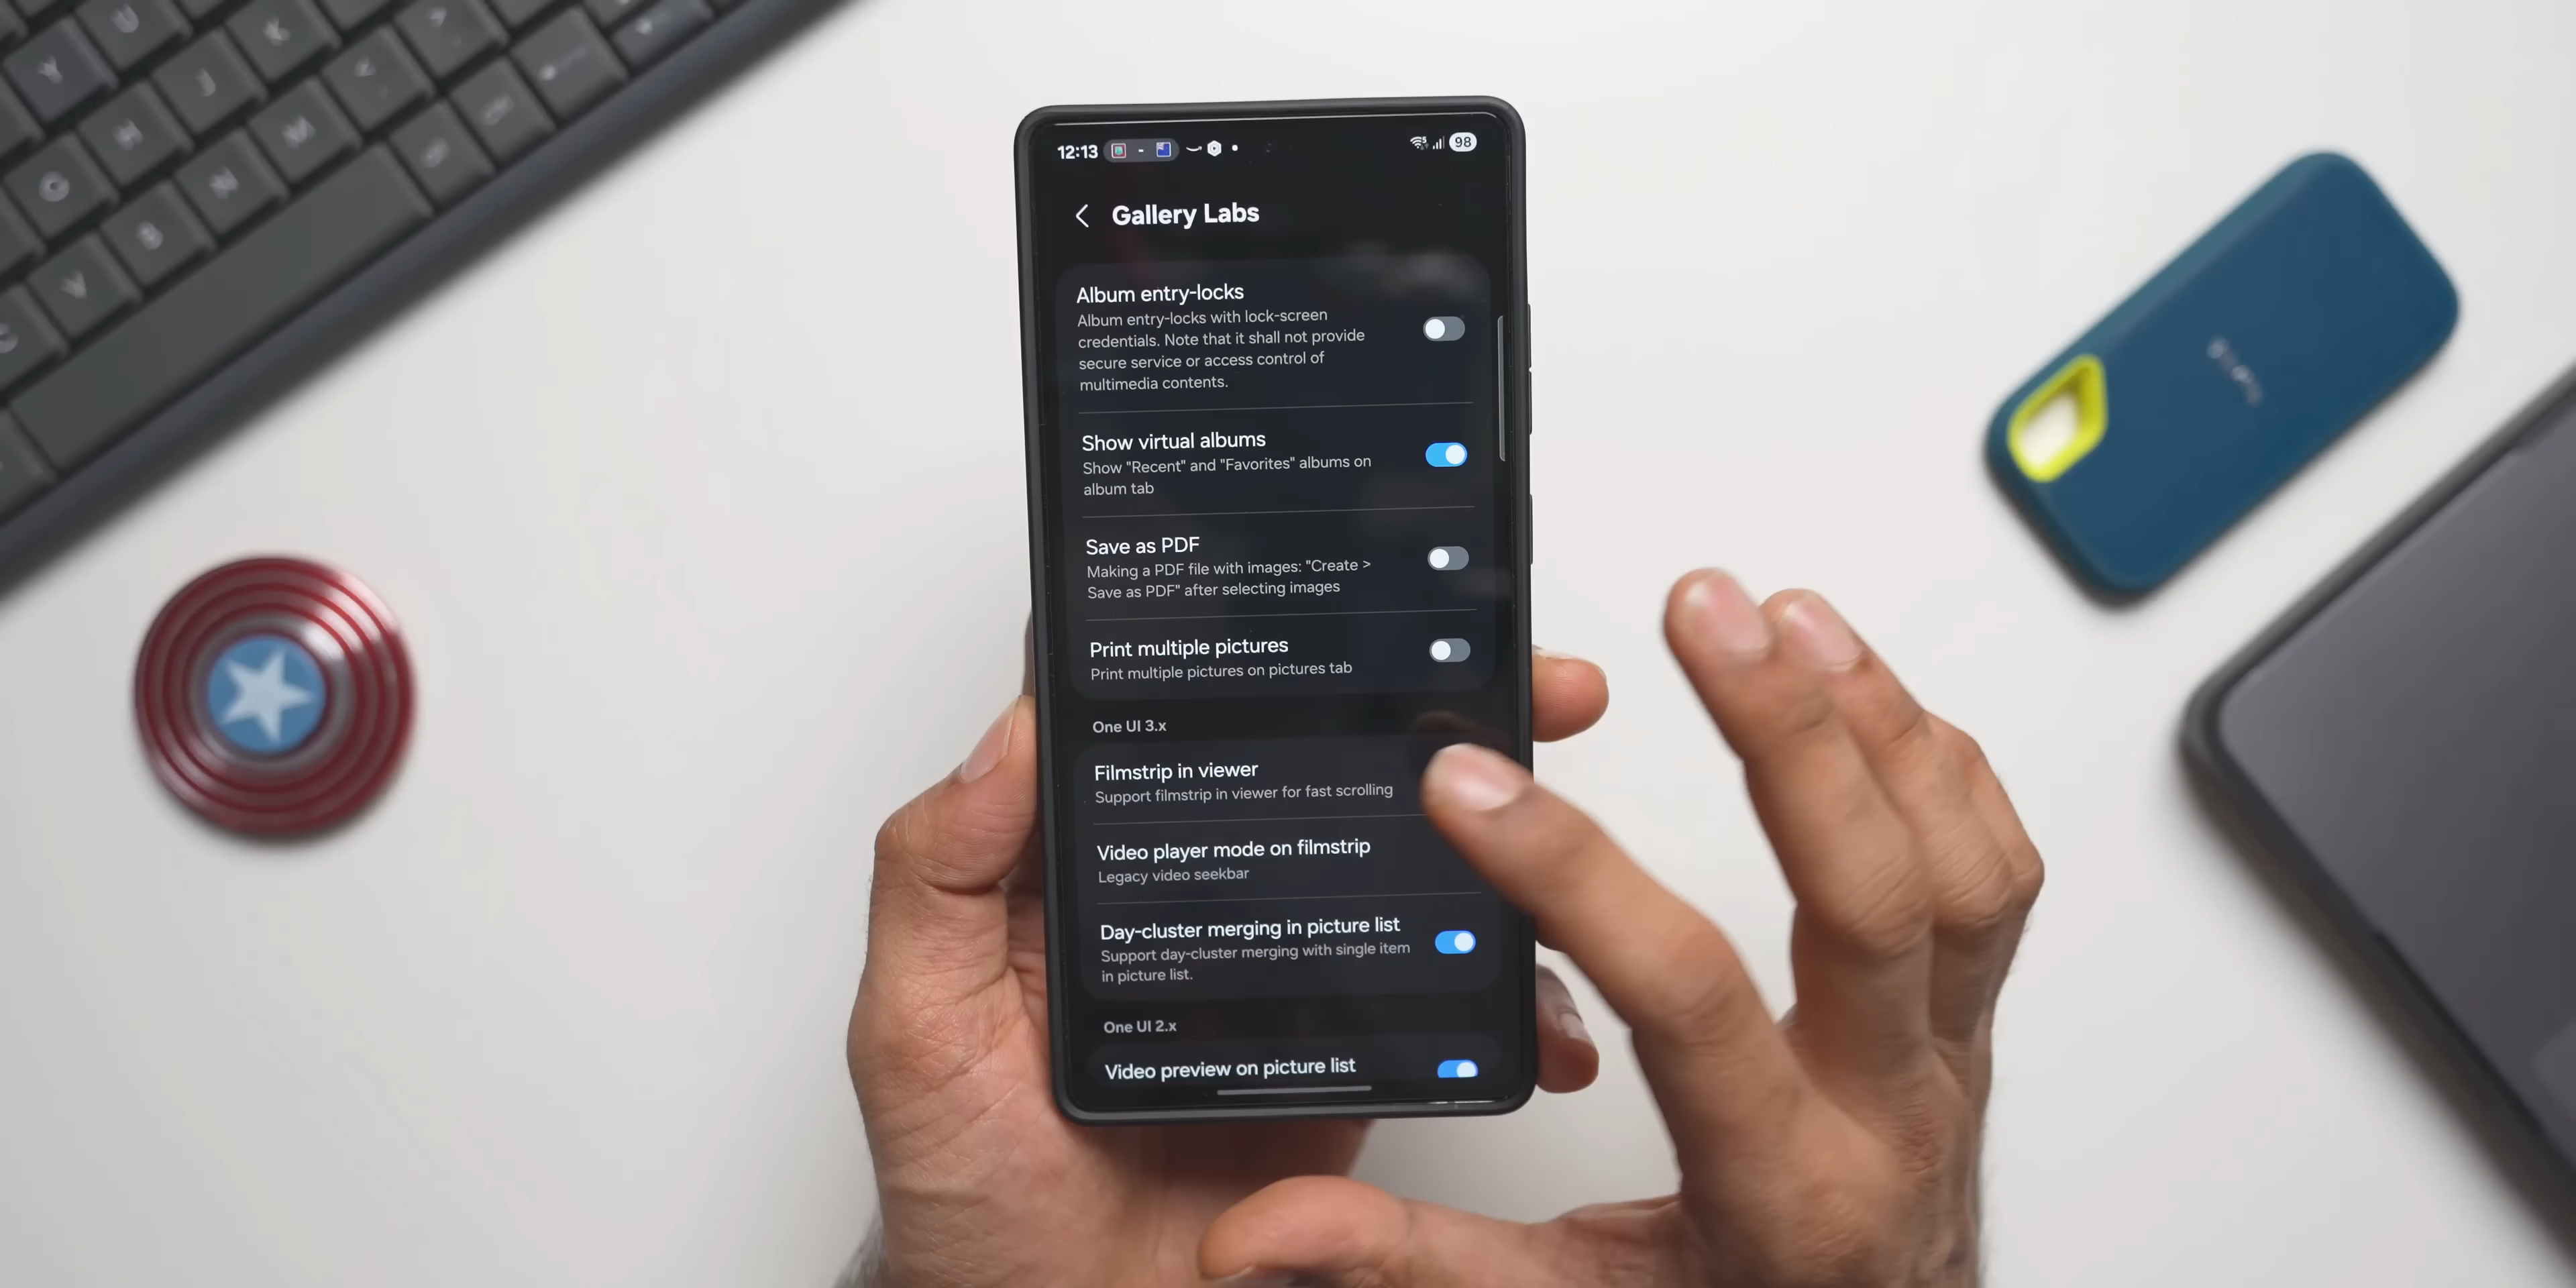 12:13
98
Gallery Labs
Album entry-locks
Album entry-locks with lock-screen
credentials. Note that it shall not provide
secure service or access control of
multimedia contents.
Show virtual albums
Show "Recent" and "Favorites" albums on
album tab
Save as PDF
Making a PDF file with images: "Create >
Save as PDF" after selecting images
Print multiple pictures
Print multiple pictures on pictures tab
One UI 3.x
Filmstrip in viewer
Support filmstrip in viewer for fast scrolling
Video player mode on filmstrip
Legacy video seekbar
Day-cluster merging in picture list
Support day-cluster merging with single item
in picture list.
One UI 2.x
Video preview on picture list